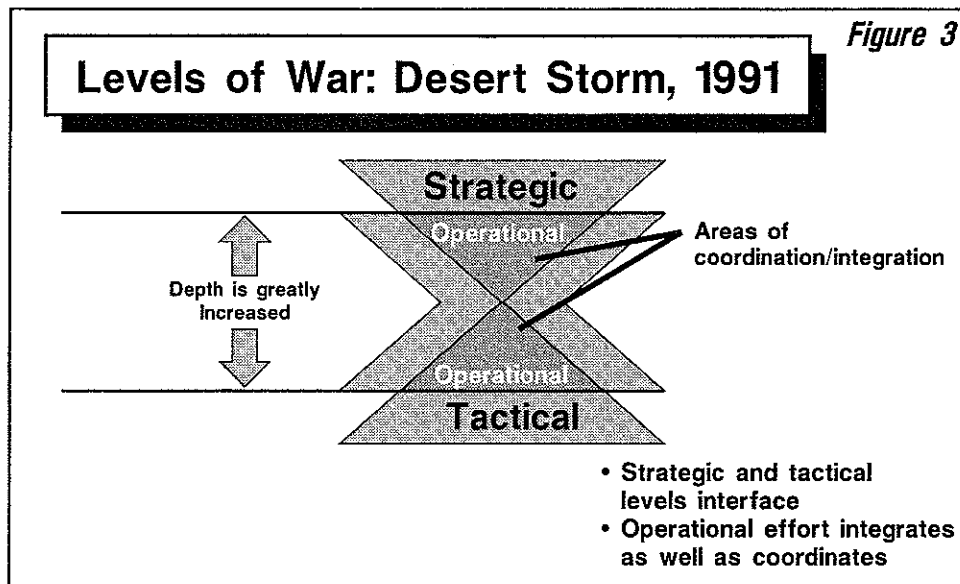 Figure 3
Levels of War: Desert Storm, 1991
Strategic
Operational
Areas of
coordination/integration
Depth is greatly
Increased
Operational
Tactical
• Strategic and tactical
levels interface
• Operational effort integrates
as well as coordinates